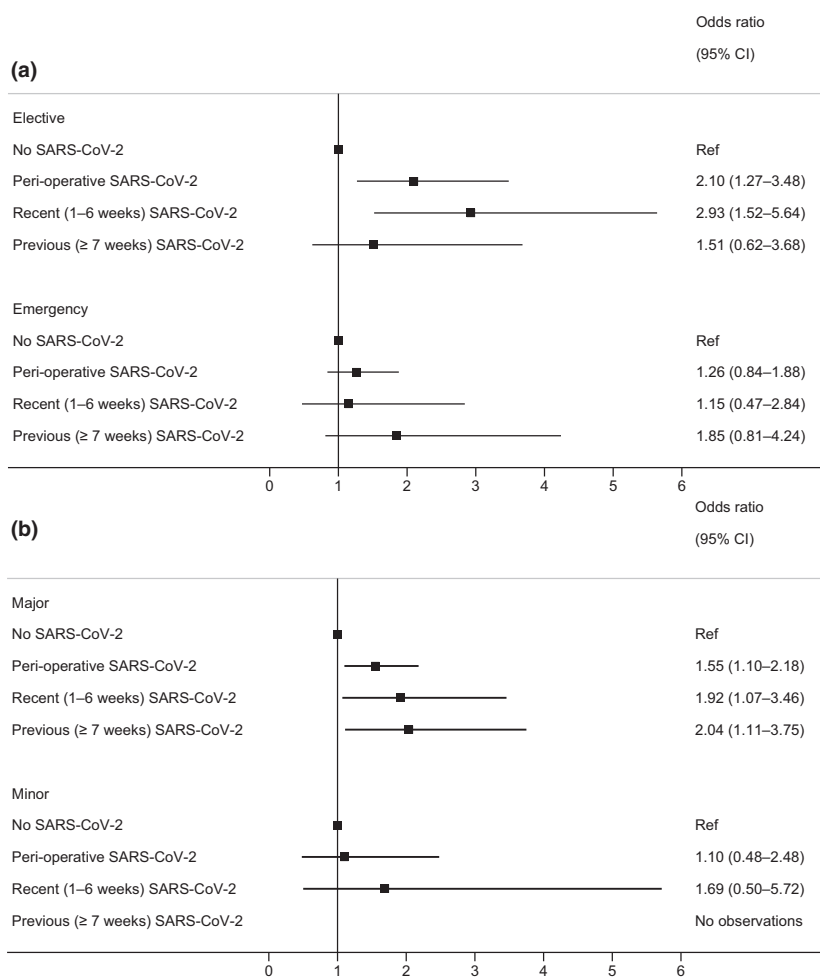 Odds ratio
(95% CI)
(a)
Elective
No SARS-CoV-2 Ref
Peri-operative SARS-CoV-2 2.10 (1.27–3.48)
Recent (1–6 weeks) SARS-CoV-2 2.93 (1.52–5.64)
Previous (≥ 7 weeks) SARS-CoV-2 1.51 (0.62–3.68)
Emergency
No SARS-CoV-2 Ref
Peri-operative SARS-CoV-2 1.26 (0.84–1.88)
Recent (1–6 weeks) SARS-CoV-2 1.15 (0.47–2.84)
Previous (≥ 7 weeks) SARS-CoV-2 1.85 (0.81–4.24)
0 1 2 3 4 5 6
Odds ratio
(b)
(95% CI)
Major
No SARS-CoV-2 Ref
Peri-operative SARS-CoV-2 1.55 (1.10–2.18)
Recent (1–6 weeks) SARS-CoV-2 1.92 (1.07–3.46)
Previous (≥ 7 weeks) SARS-CoV-2 2.04 (1.11–3.75)
Minor
No SARS-CoV-2 Ref
Peri-operative SARS-CoV-2 1.10 (0.48–2.48)
Recent (1–6 weeks) SARS-CoV-2 1.69 (0.50–5.72)
Previous (≥ 7 weeks) SARS-CoV-2 No observations
0 1 2 3 4 5 6